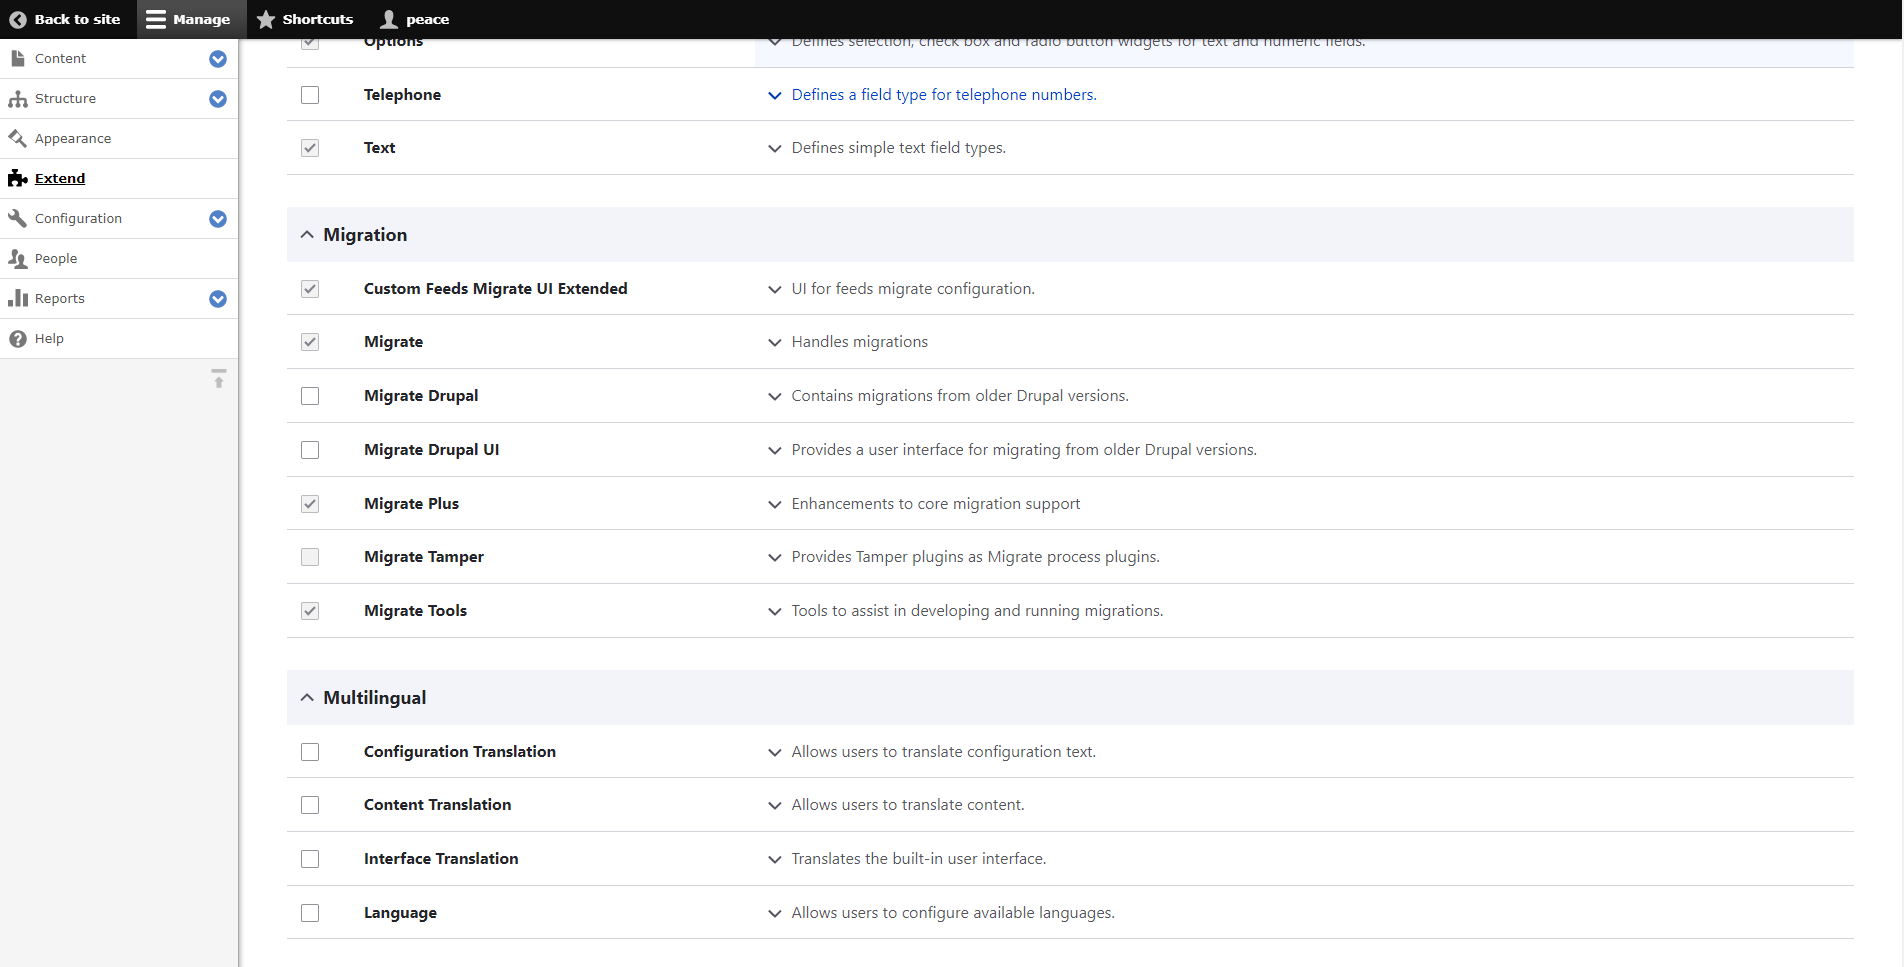 Back to site
Manage
Shortcuts
peace
Content
Structure
Appearance
Extend
Configuration
People
Reports
Help
Options
Defines selection, check box and radio button widgets for text and numeric fields.
Telephone
Defines a field type for telephone numbers.
Text
Defines simple text field types.
Migration
Custom Feeds Migrate UI Extended
UI for feeds migrate configuration.
Migrate
Handles migrations
Migrate Drupal
Contains migrations from older Drupal versions.
Migrate Drupal UI
Provides a user interface for migrating from older Drupal versions.
Migrate Plus
Enhancements to core migration support
Migrate Tamper
Provides Tamper plugins as Migrate process plugins.
Migrate Tools
Tools to assist in developing and running migrations.
Multilingual
Configuration Translation
Allows users to translate configuration text.
Content Translation
Allows users to translate content.
Interface Translation
Translates the built-in user interface.
Language
Allows users to configure available languages.